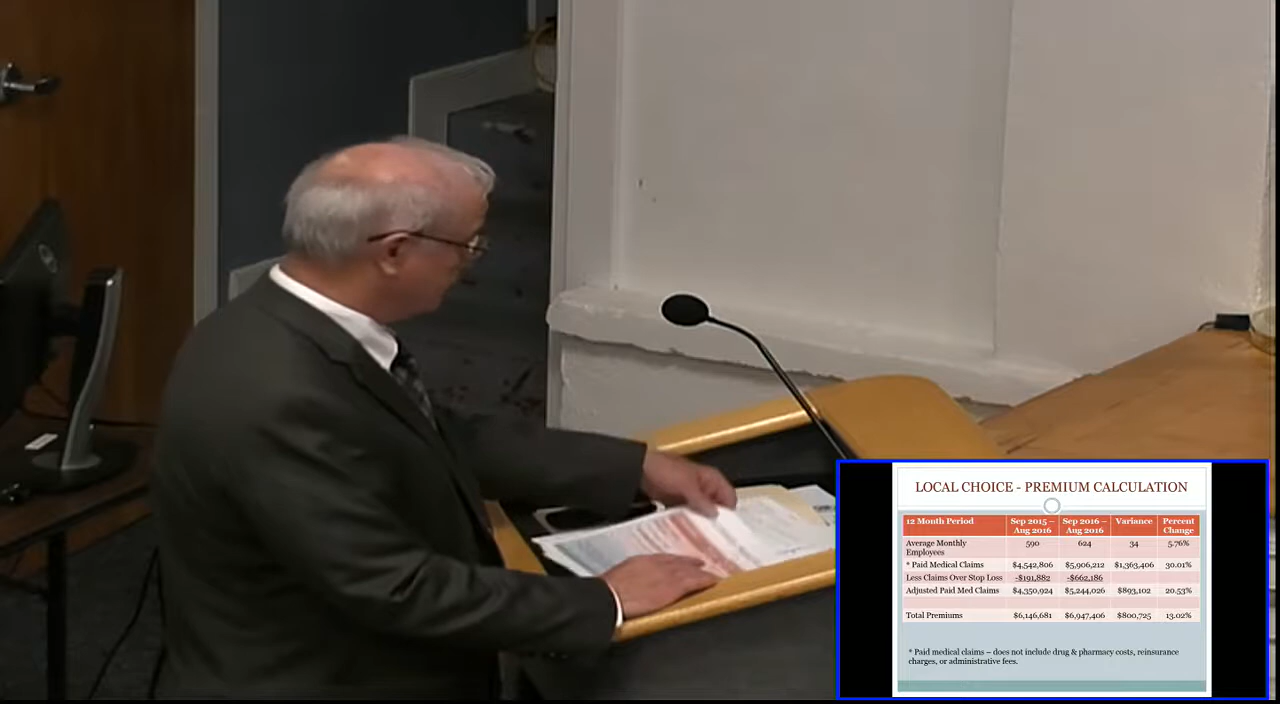 LOCAL CHOICE - PREMIUM CALCULATION
12 Month Period Sep 2015 – Aug 2016 Sep 2016 – Aug 2016 Variance Percent Change
Average Monthly Employees 590 624 34 5.76%
* Paid Medical Claims $4,542,806 $5,906,212 $1,363,406 30.01%
Less Claims Over Stop Loss -$191,882 -$662,186
Adjusted Paid Med Claims $4,350,924 $5,244,026 $893,102 20.53%
Total Premiums $6,146,681 $6,947,406 $800,725 13.02%
* Paid medical claims – does not include drug & pharmacy costs, reinsurance
charges, or administrative fees.